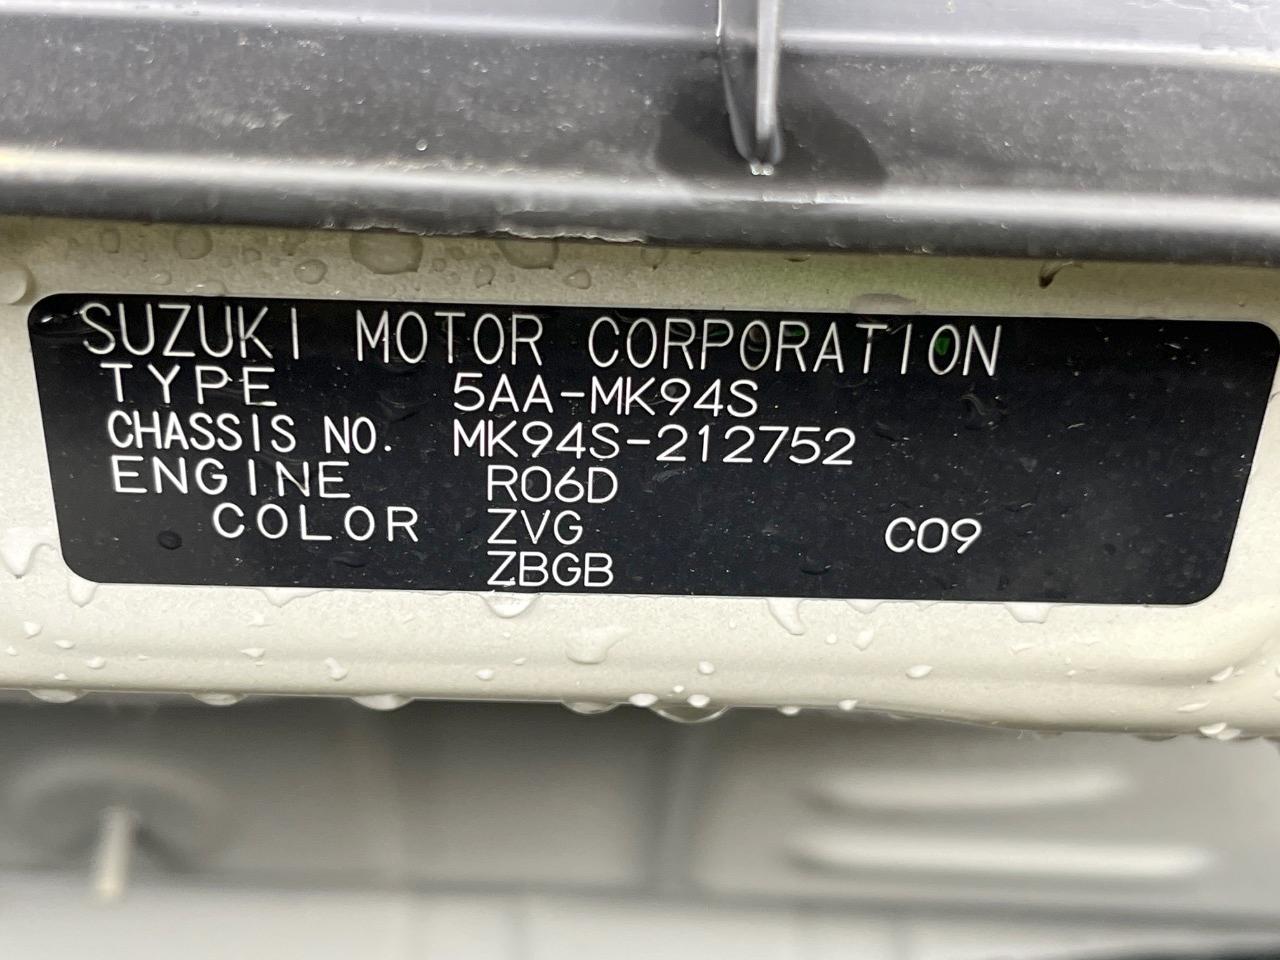 SUZUKI MOTOR CORPORATION
TYPE 5AA-MK94S
CHASSIS NO. MK94S-212752
ENGINE R06D
COLOR ZVG C09
ZBGB